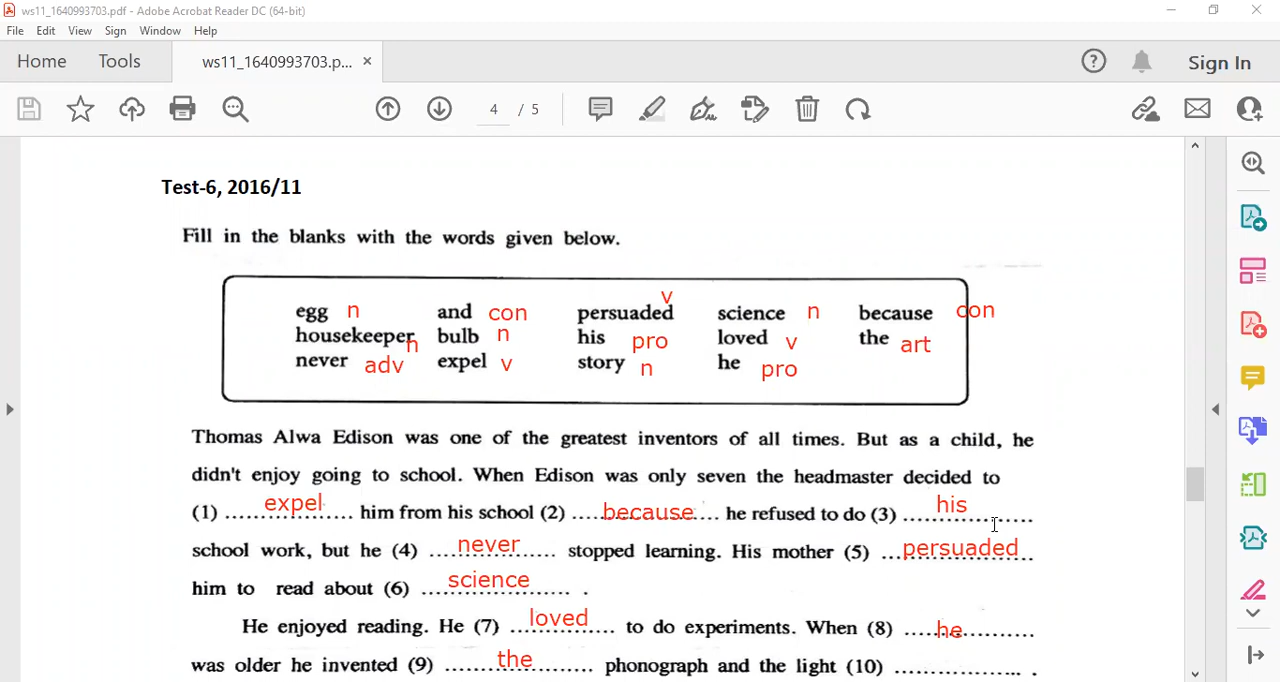 ws11_1640993703.pdf - Adobe Acrobat Reader DC (64-bit)
File Edit View Sign Window Help
Home Tools ws11_1640993703.p... × Sign In
4 / 5
Test-6, 2016/11
Fill in the blanks with the words given below.
egg n and con persuaded v science n because con
housekeeper n bulb n his pro loved v the art
never adv expel v story n he pro
Thomas Alwa Edison was one of the greatest inventors of all times. But as a child, he
didn't enjoy going to school. When Edison was only seven the headmaster decided to
(1) ....expel.... him from his school (2) ....because.... he refused to do (3) ....his....
school work, but he (4) ....never.... stopped learning. His mother (5) ....persuaded....
him to read about (6) ....science.... .
He enjoyed reading. He (7) ....loved.... to do experiments. When (8) ....he....
was older he invented (9) ....the.... phonograph and the light (10) .................... .